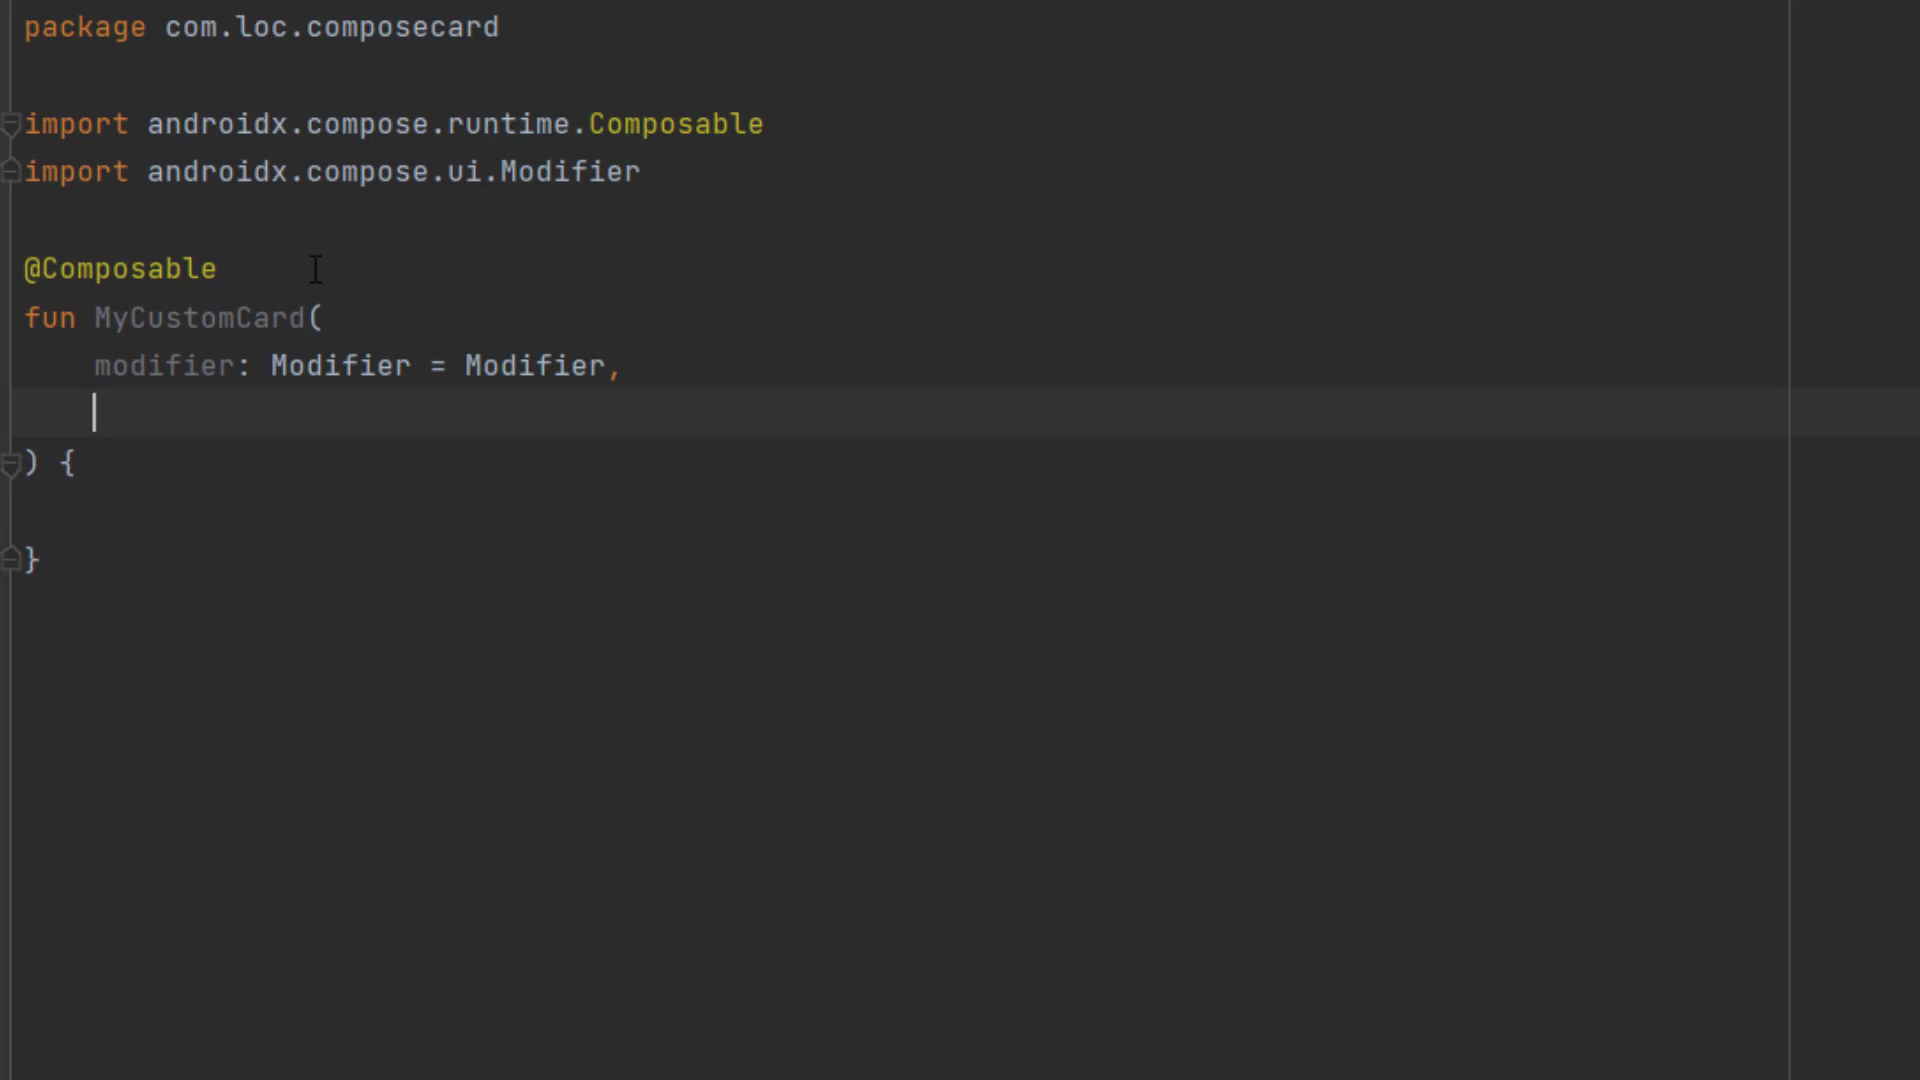 package com.loc.composecard
import androidx.compose.runtime.Composable
import androidx.compose.ui.Modifier
@Composable
fun MyCustomCard(
    modifier: Modifier = Modifier,
) {
}